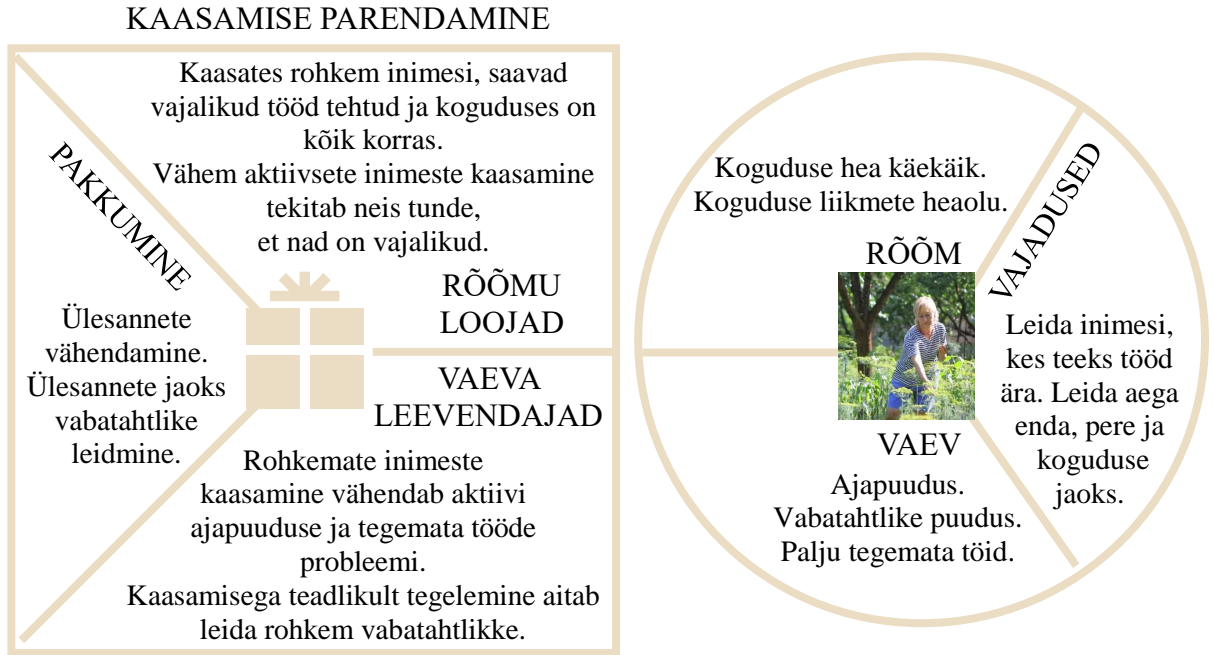 KAASAMISE PARENDAMINE
Kaasates rohkem inimesi, saavad
vajalikud tööd tehtud ja koguduses on
kõik korras.
Vähem aktiivsete inimeste kaasamine
tekitab neis tunde,
et nad on vajalikud.
PAKKUMINE
RÕÕMU
LOOJAD
Ülesannete
vähendamine.
Ülesannete jaoks
vabatahtlike
leidmine.
VAEVA
LEEVENDAJAD
Rohkemate inimeste
kaasamine vähendab aktiivi
ajapuuduse ja tegemata tööde
probleemi.
Kaasamisega teadlikult tegelemine aitab
leida rohkem vabatahtlikke.
Koguduse hea käekäik.
Koguduse liikmete heaolu.
RÕÕM
VAJADUSED
Leida inimesi,
kes teeks tööd
ära. Leida aega
enda, pere ja
koguduse
jaoks.
VAEV
Ajapuudus.
Vabatahtlike puudus.
Palju tegemata töid.